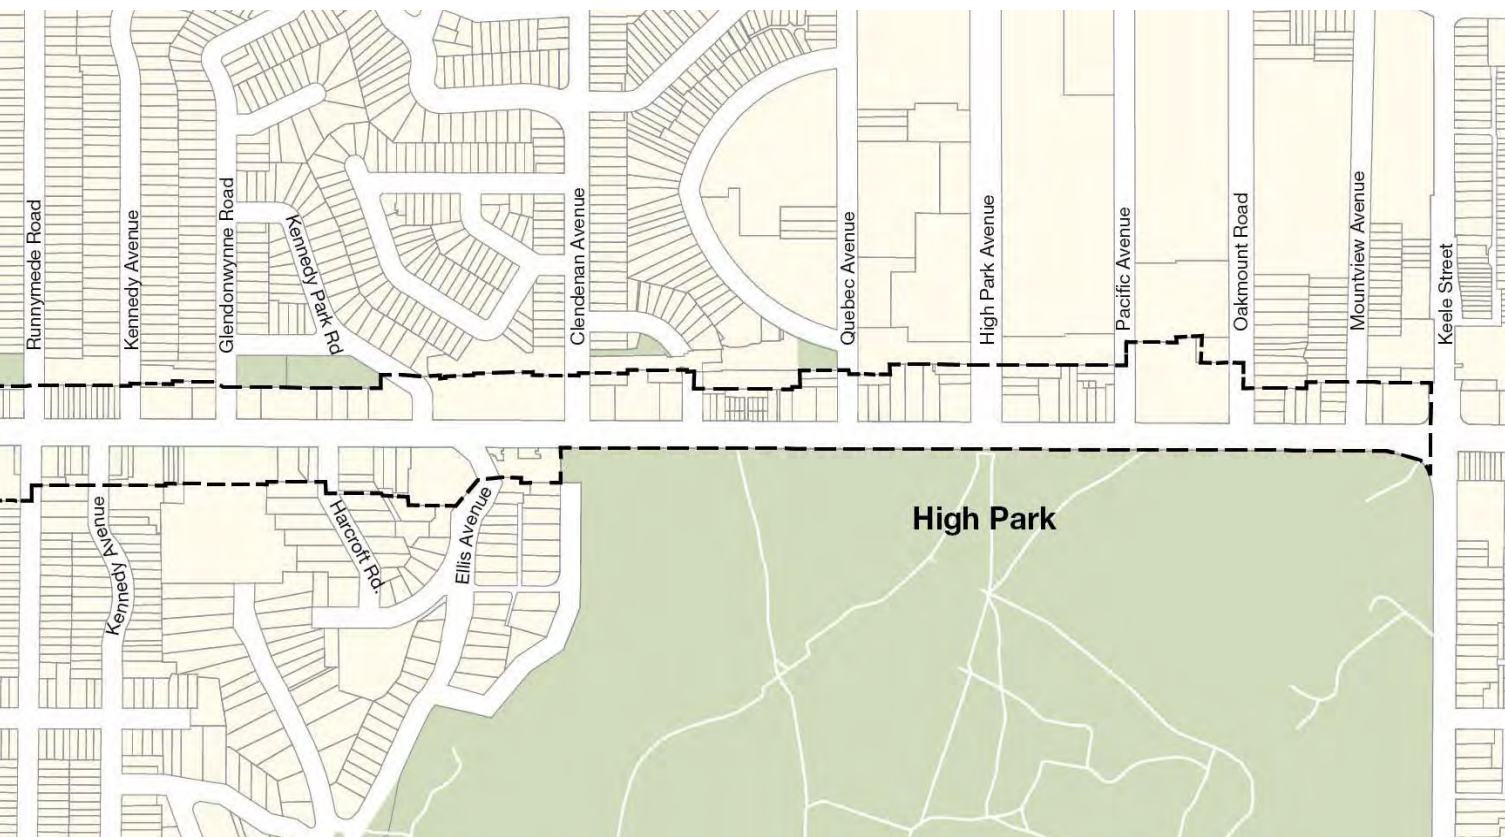 Runnymede Road
Kennedy Avenue
Glendonwynne Road
Kennedy Park Rd
Clendenan Avenue
Quebec Avenue
High Park Avenue
Pacific Avenue
Oakmount Road
Mountview Avenue
Keele Street
Kennedy Avenue
Harcroft Rd.
Ellis Avenue
High Park